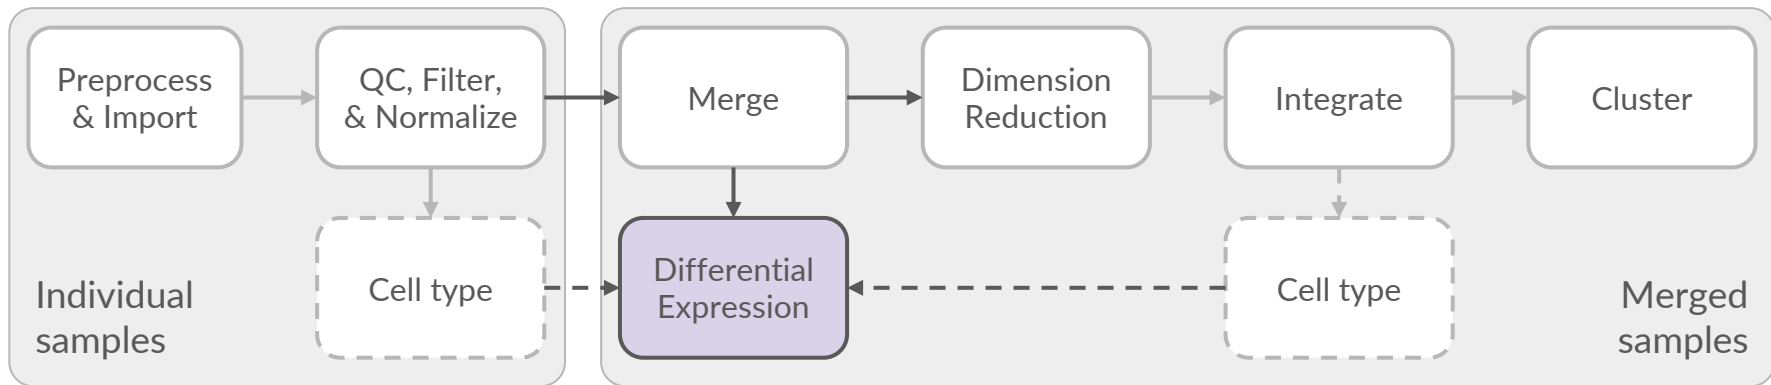 Preprocess
& Import
QC, Filter,
& Normalize
Merge
Dimension
Reduction
Integrate
Cluster
Individual
samples
Cell type
Differential
Expression
Cell type
Merged
samples